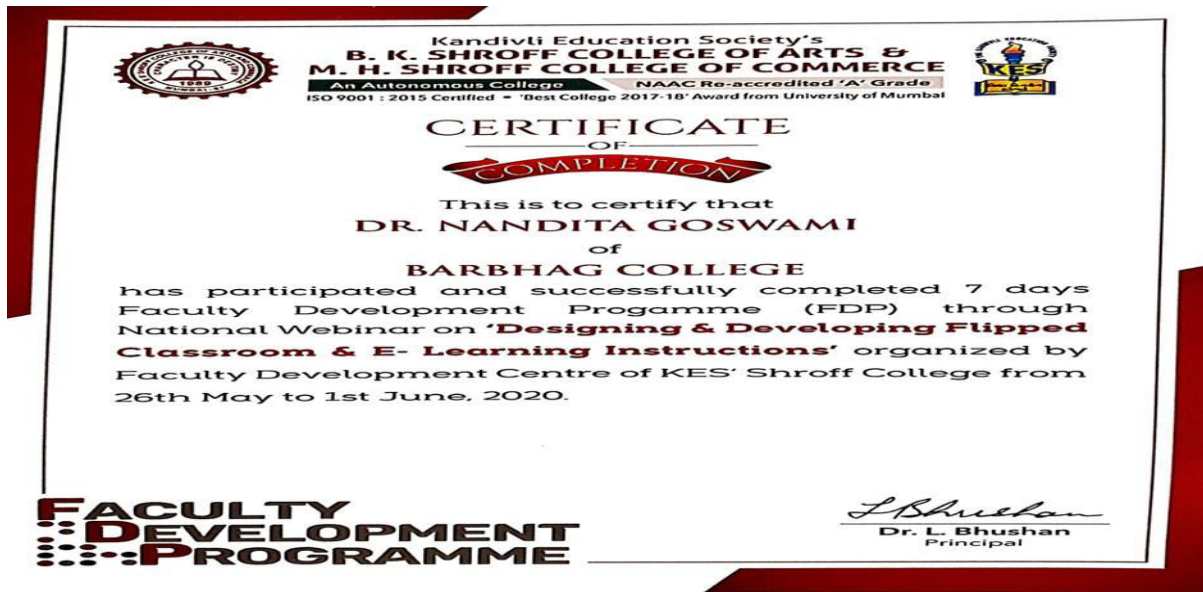 Kandivli Education Society's
B. K. SHROFF COLLEGE OF ARTS &
M. H. SHROFF COLLEGE OF COMMERCE
An Autonomous College NAAC Re-accredited 'A' Grade
ISO 9001 : 2015 Certified • 'Best College 2017-18' Award from University of Mumbai
1989
KES
CERTIFICATE
OF
COMPLETION
This is to certify that
DR. NANDITA GOSWAMI
of
BARBHAG COLLEGE
has participated and successfully completed 7 days
Faculty Development Progamme (FDP) through
National Webinar on 'Designing & Developing Flipped
Classroom & E- Learning Instructions' organized by
Faculty Development Centre of KES' Shroff College from
26th May to 1st June, 2020.
FACULTY
DEVELOPMENT
PROGRAMME
L Bhushan
Dr. L. Bhushan
Principal